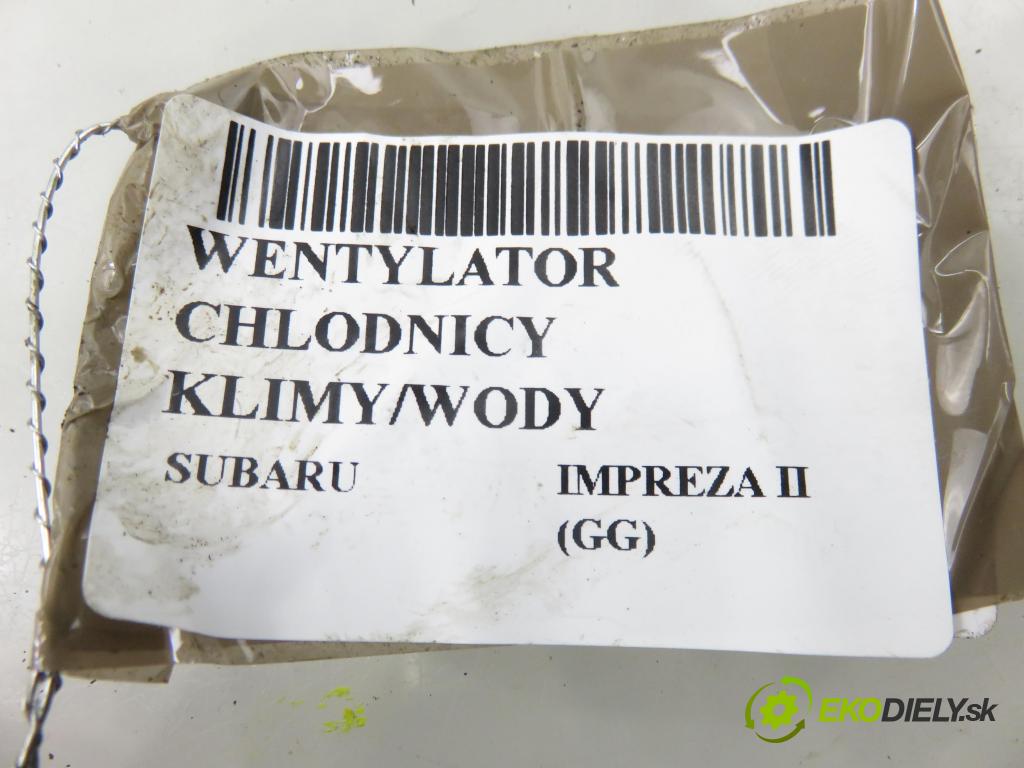 WENTYLATOR
CHLODNICY
KLIMY/WODY
SUBARU IMPREZA II
(GG)
EKODIELY.sk